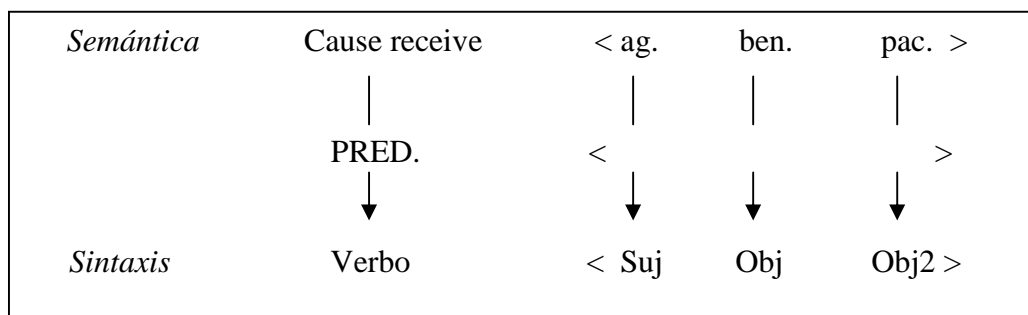 Semántica Cause receive < ag. ben. pac. >
PRED. < >
Sintaxis Verbo < Suj Obj Obj2 >